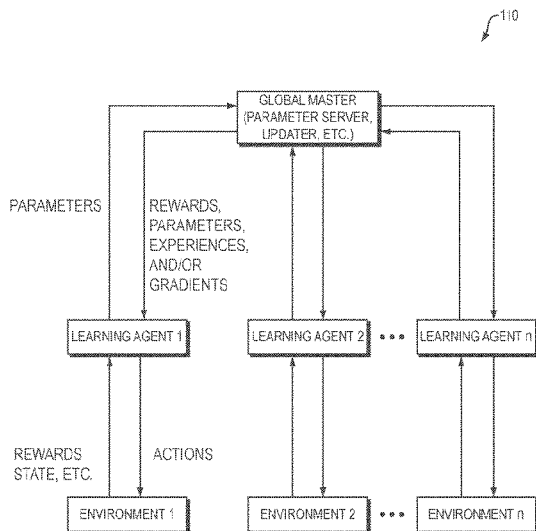 110
GLOBAL MASTER
(PARAMETER SERVER,
UPDATER, ETC.)
PARAMETERS
REWARDS,
PARAMETERS,
EXPERIENCES,
AND/OR
GRADIENTS
LEARNING AGENT 1
LEARNING AGENT 2
LEARNING AGENT n
REWARDS
STATE, ETC.
ACTIONS
ENVIRONMENT 1
ENVIRONMENT 2
ENVIRONMENT n